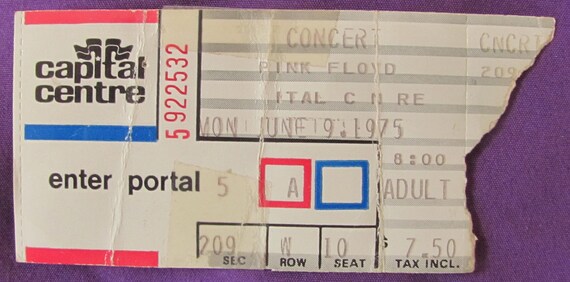 capital
centre
5922532
CONCERT CNCRT
PINK FLOYD 209
ITAL C N RE
MON JUNE 9, 1975
8:00
enter portal 5 A ADULT
209 W 10 $ 7.50
SEC ROW SEAT TAX INCL.